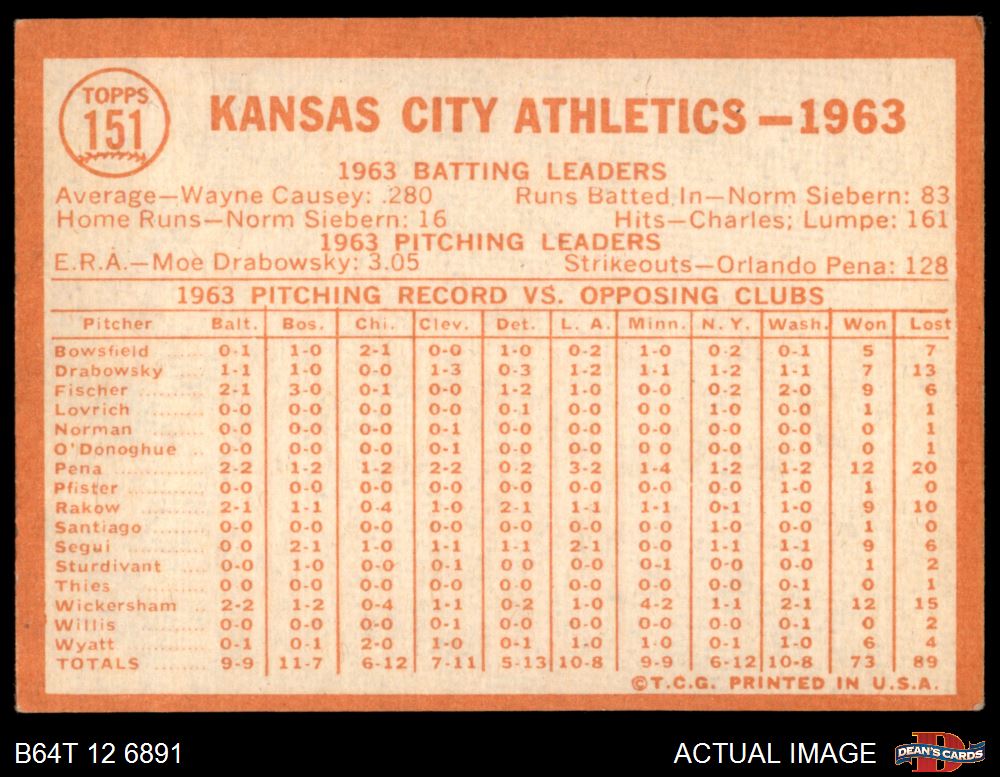 TOPPS
151
KANSAS CITY ATHLETICS—1963
1963 BATTING LEADERS
Average—Wayne Causey: .280 Runs Batted In—Norm Siebern: 83
Home Runs—Norm Siebern: 16 Hits—Charles; Lumpe: 161
1963 PITCHING LEADERS
E.R.A.—Moe Drabowsky: 3.05 Strikeouts—Orlando Pena: 128
1963 PITCHING RECORD VS. OPPOSING CLUBS
Pitcher Balt. Bos. Chi. Clev. Det. L. A. Minn. N. Y. Wash. Won Lost
Bowsfield ...... 0-1 1-0 2-1 0-0 1-0 0-2 1-0 0-2 0-1 5 7
Drabowsky ... 1-1 1-0 0-0 1-3 0-3 1-2 1-1 1-2 1-1 7 13
Fischer ......... 2-1 3-0 0-1 0-0 1-2 1-0 0-0 0-2 2-0 9 6
Lovrich ......... 0-0 0-0 0-0 0-0 0-1 0-0 0-0 1-0 0-0 1 1
Norman ......... 0-0 0-0 0-0 0-1 0-0 0-0 0-0 0-0 0-0 0 1
O'Donoghue .. 0-0 0-0 0-0 0-1 0-0 0-0 0-0 0-0 0-0 0 1
Pena ............ 2-2 1-2 1-2 2-2 0-2 3-2 1-4 1-2 1-2 12 20
Pfister ......... 0-0 0-0 0-0 0-0 0-0 0-0 0-0 0-0 1-0 1 0
Rakow ......... 2-1 1-1 0-4 1-0 2-1 1-1 1-1 0-1 1-0 9 10
Santiago ...... 0-0 0-0 0-0 0-0 0-0 0-0 0-0 1-0 0-0 1 0
Segui ............ 0 0 2-1 1-0 1-1 1-1 2-1 0-0 1-1 1-1 9 6
Sturdivant .... 0-0 1-0 0-0 0-1 0 0 0-0 0-1 0-0 0-0 1 2
Thies ............ 0 0 0-0 0-0 0-0 0-0 0-0 0-0 0-0 0-1 0 1
Wickersham .. 2-2 1-2 0-4 1-1 0-2 1-0 4-2 1-1 2-1 12 15
Willis ............ 0-0 0-0 0-0 0-1 0-0 0-0 0-0 0-0 0-1 0 2
Wyatt ............ 0-1 0-1 2-0 1-0 0-1 1-0 1-0 0-1 1-0 6 4
TOTALS ......... 9-9 11-7 6-12 7-11 5-13 10-8 9-9 6-12 10-8 73 89
©T.C.G. PRINTED IN U.S.A.
B64T 12 6891 ACTUAL IMAGE DEAN'S CARDS